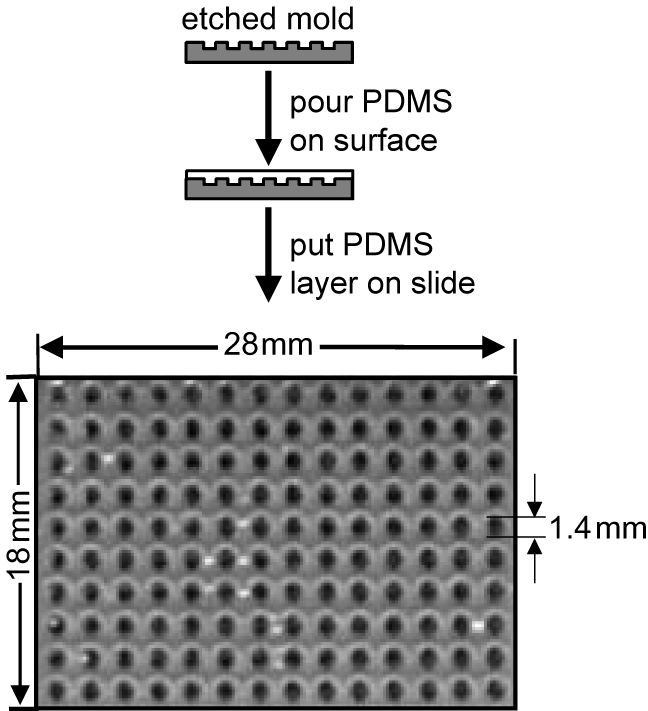 etched mold
pour PDMS
on surface
put PDMS
layer on slide
28mm
18mm
1.4mm